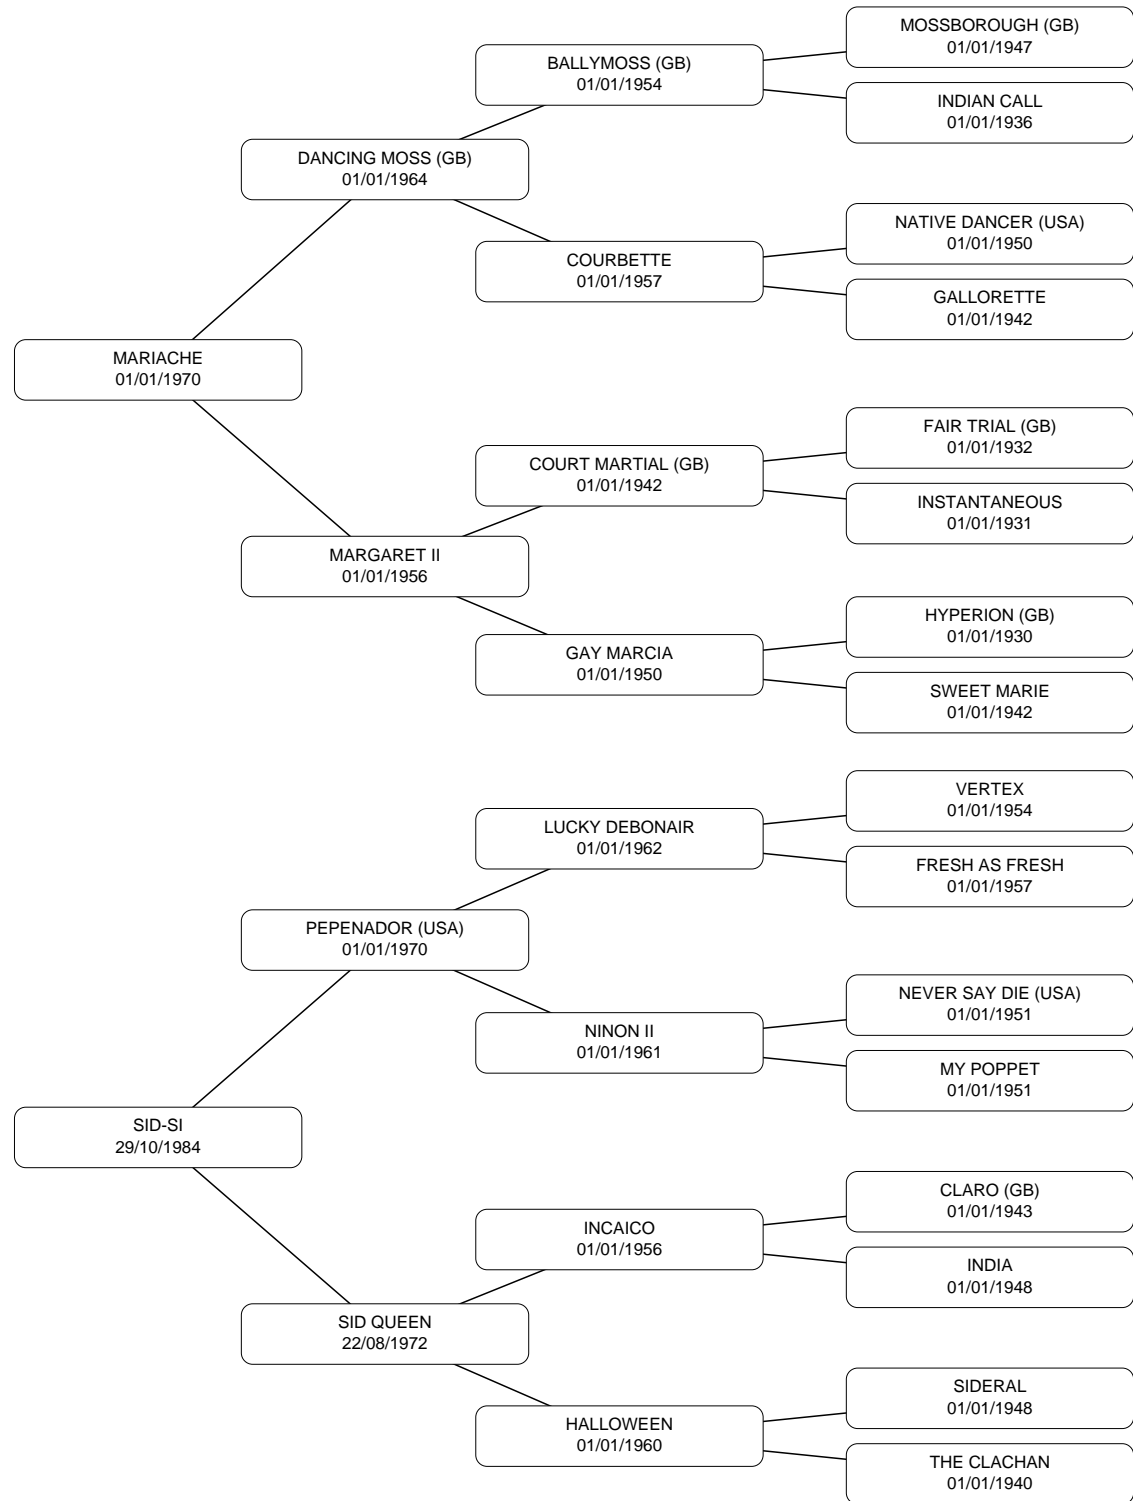 MOSSBOROUGH (GB)
01/01/1947
BALLYMOSS (GB)
01/01/1954
INDIAN CALL
01/01/1936
DANCING MOSS (GB)
01/01/1964
NATIVE DANCER (USA)
01/01/1950
COURBETTE
01/01/1957
GALLORETTE
01/01/1942
MARIACHE
01/01/1970
FAIR TRIAL (GB)
01/01/1932
COURT MARTIAL (GB)
01/01/1942
INSTANTANEOUS
01/01/1931
MARGARET II
01/01/1956
HYPERION (GB)
01/01/1930
GAY MARCIA
01/01/1950
SWEET MARIE
01/01/1942
VERTEX
01/01/1954
LUCKY DEBONAIR
01/01/1962
FRESH AS FRESH
01/01/1957
PEPENADOR (USA)
01/01/1970
NEVER SAY DIE (USA)
01/01/1951
NINON II
01/01/1961
MY POPPET
01/01/1951
SID-SI
29/10/1984
CLARO (GB)
01/01/1943
INCAICO
01/01/1956
INDIA
01/01/1948
SID QUEEN
22/08/1972
SIDERAL
01/01/1948
HALLOWEEN
01/01/1960
THE CLACHAN
01/01/1940